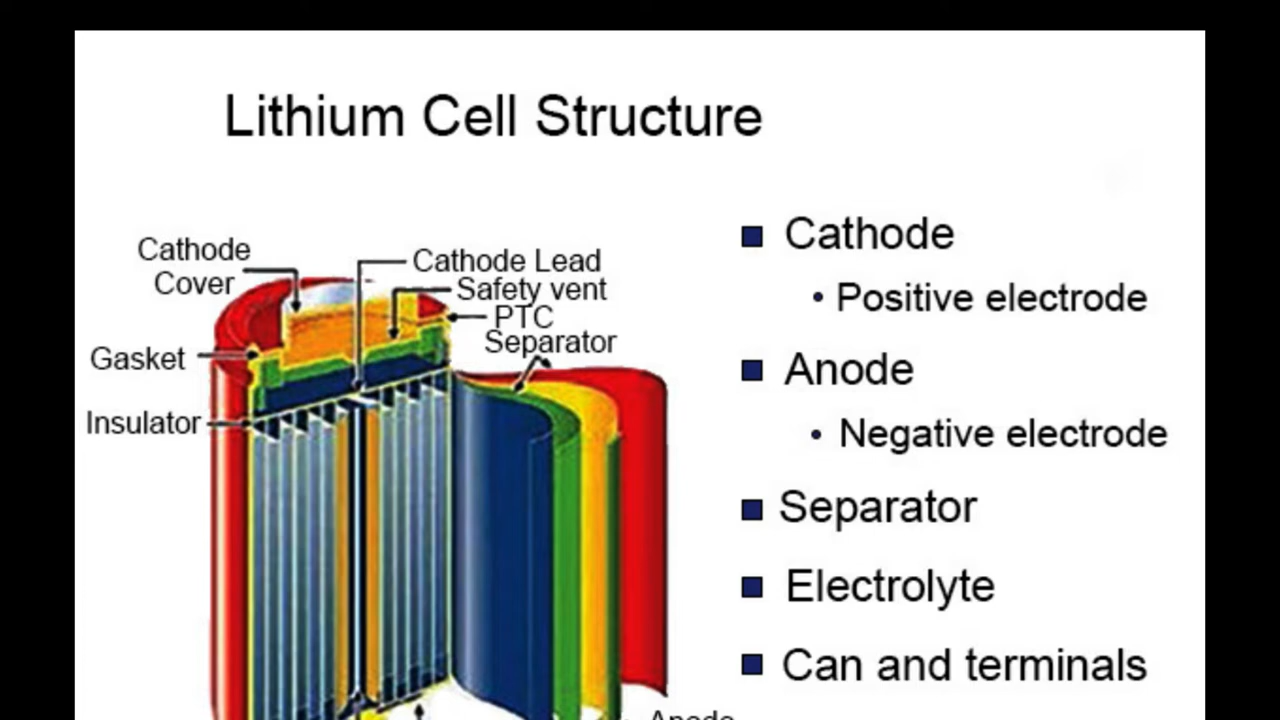 Lithium Cell Structure
Cathode
Cover
Cathode Lead
Safety vent
PTC
Separator
Gasket
Insulator
Cathode
• Positive electrode
Anode
• Negative electrode
Separator
Electrolyte
Can and terminals
Anode